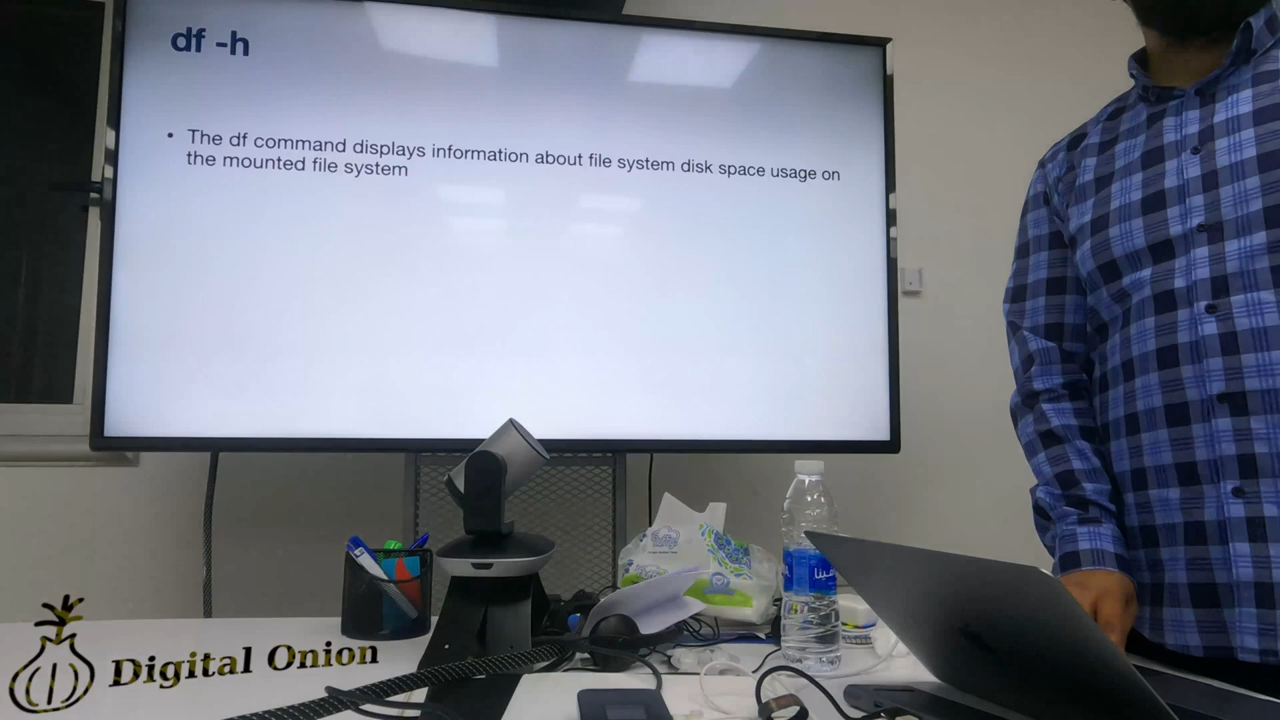 df -h
• The df command displays information about file system disk space usage on
the mounted file system
Digital Onion